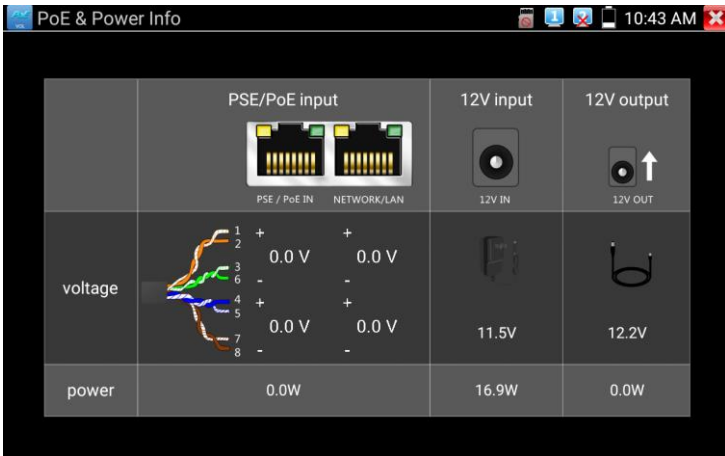 PoE & Power Info
1
10:43 AM
PSE/PoE input
12V input
12V output
PSE / PoE IN
NETWORK/LAN
12V IN
12V OUT
voltage
1 + +
2
0.0 V 0.0 V
3
6 - -
4 + +
5
0.0 V 0.0 V
7
8 - -
11.5V
12.2V
power
0.0W
16.9W
0.0W